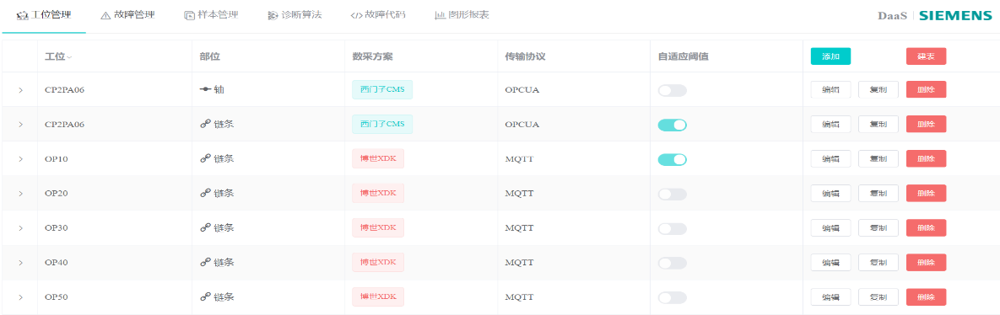 工位管理 故障管理 样本管理 诊断算法 </>故障代码 图形报表 DaaS | SIEMENS
工位 部位 数采方案 传输协议 自适应阈值 添加 建表
CP2PA06 轴 西门子CMS OPCUA 编辑 复制 删除
CP2PA06 链条 西门子CMS OPCUA 编辑 复制 删除
OP10 链条 博世XDK MQTT 编辑 复制 删除
OP20 链条 博世XDK MQTT 编辑 复制 删除
OP30 链条 博世XDK MQTT 编辑 复制 删除
OP40 链条 博世XDK MQTT 编辑 复制 删除
OP50 链条 博世XDK MQTT 编辑 复制 删除